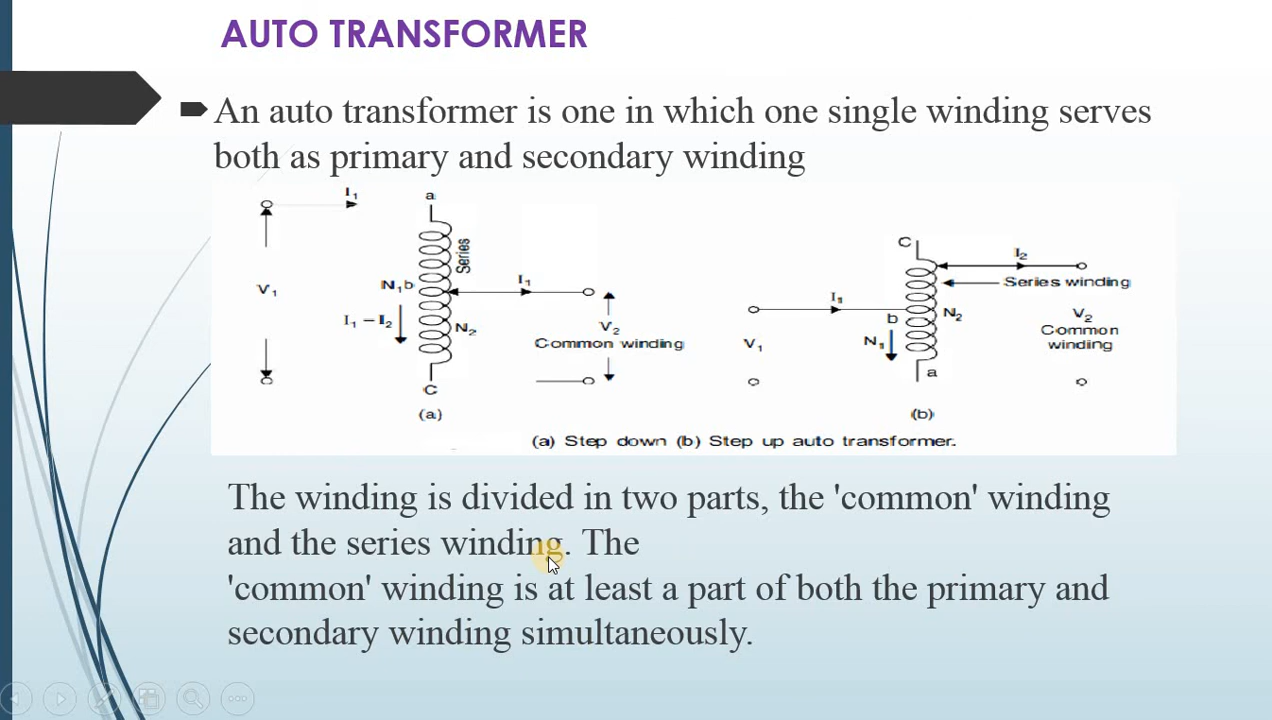 AUTO TRANSFORMER
An auto transformer is one in which one single winding serves
both as primary and secondary winding
I₁
a
Series
V₁
N₁b
I₁
I₁ – I₂
N₂
V₂
Common winding
C
(a)
C
I₂
Series winding
I₁
b
N₂
V₂
Common
winding
V₁
N₁
a
(b)
(a) Step down (b) Step up auto transformer.
The winding is divided in two parts, the 'common' winding
and the series winding. The
'common' winding is at least a part of both the primary and
secondary winding simultaneously.